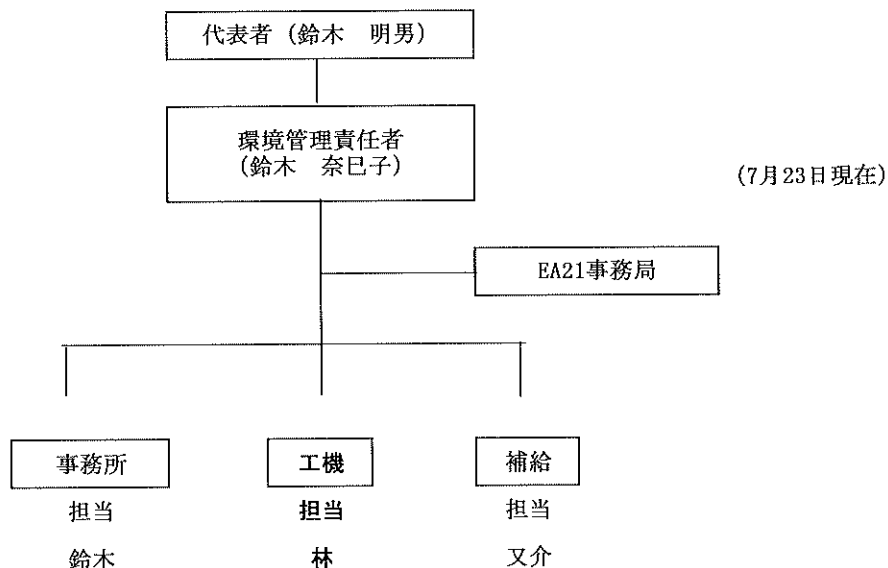 代表者（鈴木　明男）
環境管理責任者
(鈴木　奈巳子)
(7月23日現在)
EA21事務局
事務所
工機
補給
担当
担当
担当
鈴木
林
又介